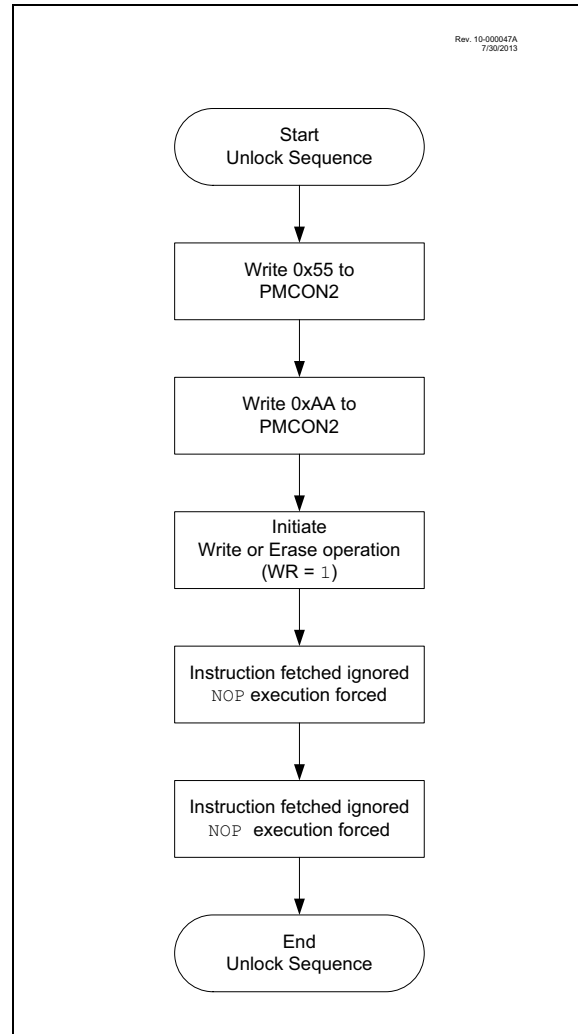 Rev. 10-000047A
7/30/2013
Start
Unlock Sequence
Write 0x55 to
PMCON2
Write 0xAA to
PMCON2
Initiate
Write or Erase operation
(WR = 1)
Instruction fetched ignored
NOP execution forced
Instruction fetched ignored
NOP execution forced
End
Unlock Sequence